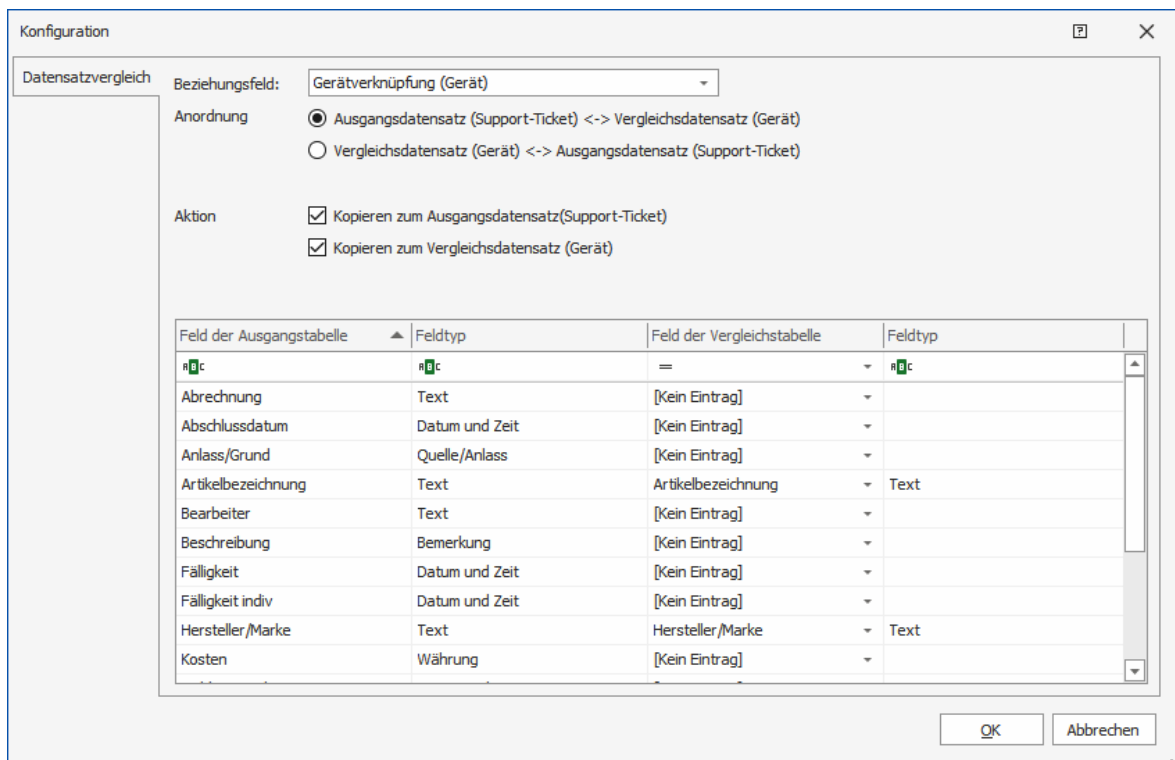 Konfiguration
Datensatzvergleich
Beziehungsfeld: Gerätverknüpfung (Gerät)
Anordnung Ausgangsdatensatz (Support-Ticket) <-> Vergleichsdatensatz (Gerät)
Vergleichsdatensatz (Gerät) <-> Ausgangsdatensatz (Support-Ticket)
Aktion Kopieren zum Ausgangsdatensatz(Support-Ticket)
Kopieren zum Vergleichsdatensatz (Gerät)
Feld der Ausgangstabelle Feldtyp Feld der Vergleichstabelle Feldtyp
ABC ABC = ABC
Abrechnung Text [Kein Eintrag]
Abschlussdatum Datum und Zeit [Kein Eintrag]
Anlass/Grund Quelle/Anlass [Kein Eintrag]
Artikelbezeichnung Text Artikelbezeichnung Text
Bearbeiter Text [Kein Eintrag]
Beschreibung Bemerkung [Kein Eintrag]
Fälligkeit Datum und Zeit [Kein Eintrag]
Fälligkeit indiv Datum und Zeit [Kein Eintrag]
Hersteller/Marke Text Hersteller/Marke Text
Kosten Währung [Kein Eintrag]
OK Abbrechen